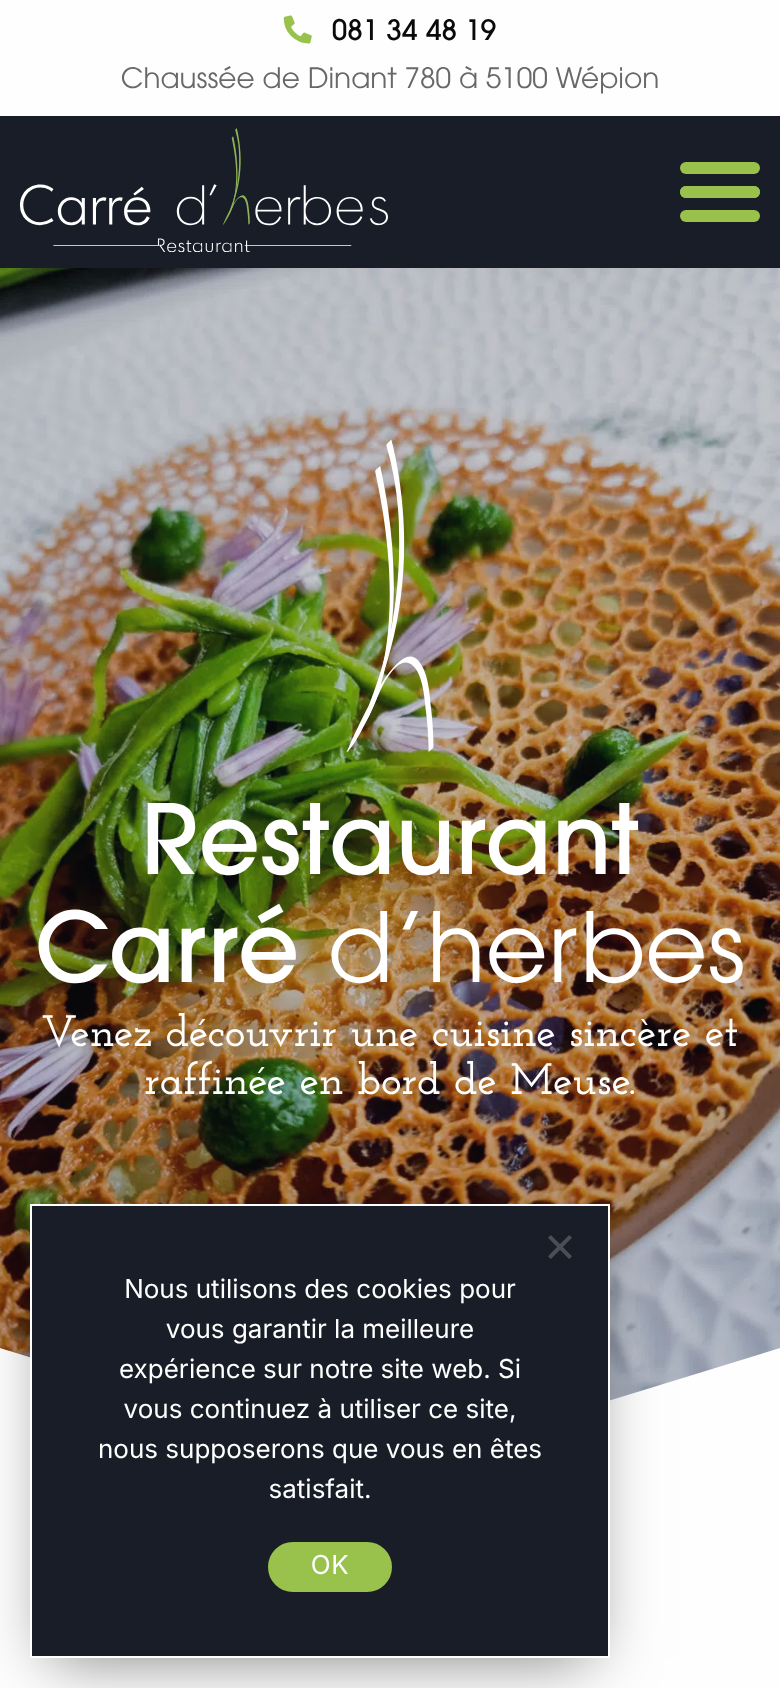 081 34 48 19
Chaussée de Dinant 780 à 5100 Wépion
Carré d'herbes
Restaurant
h
Restaurant
Carré d'herbes
Venez découvrir une cuisine sincère et
raffinée en bord de Meuse.
Nous utilisons des cookies pour
vous garantir la meilleure
expérience sur notre site web. Si
vous continuez à utiliser ce site,
nous supposerons que vous en êtes
satisfait.
OK